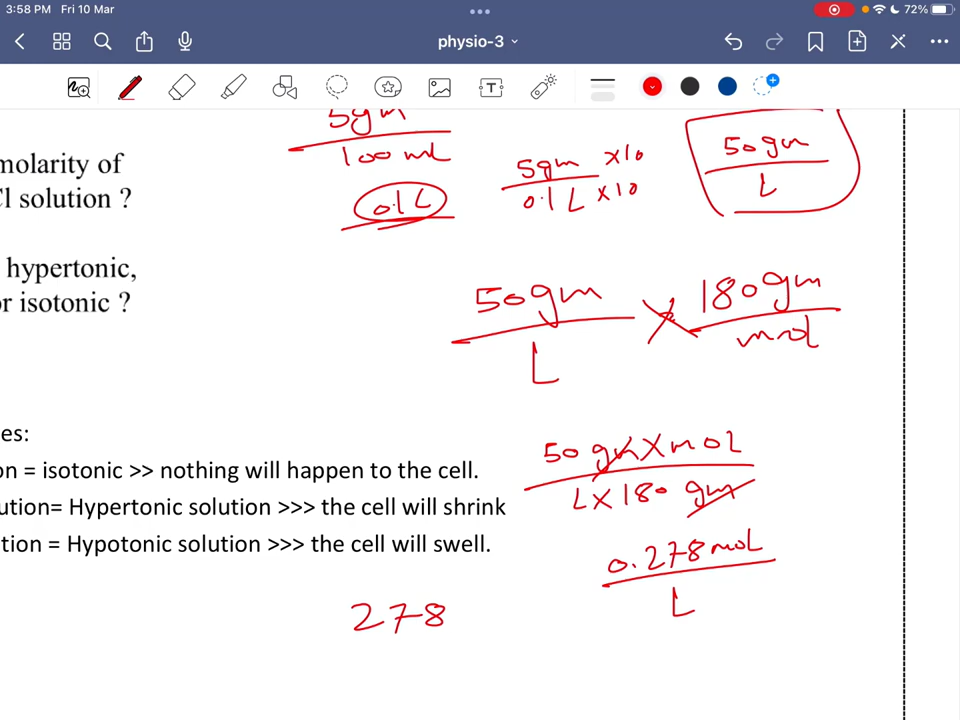 3:58 PM Fri 10 Mar
72%
physio-3
T
5gm
100 ml
0.1 L
5gm x10
0.1 L x10
50gm
L
molarity of
Cl solution ?
hypertonic,
or isotonic ?
50gm X 180gm
L mol
es:
on = isotonic >> nothing will happen to the cell.
ution= Hypertonic solution >>> the cell will shrink
tion = Hypotonic solution >>> the cell will swell.
50 gm X mol
L X 180 gm
0.278 mol
L
278